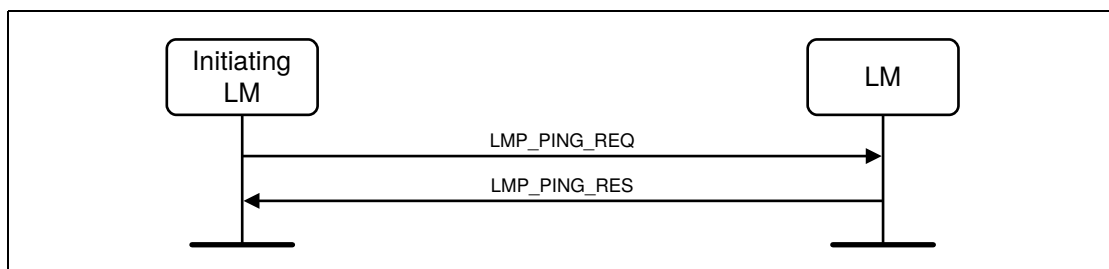 Initiating
LM
LM
LMP_PING_REQ
LMP_PING_RES